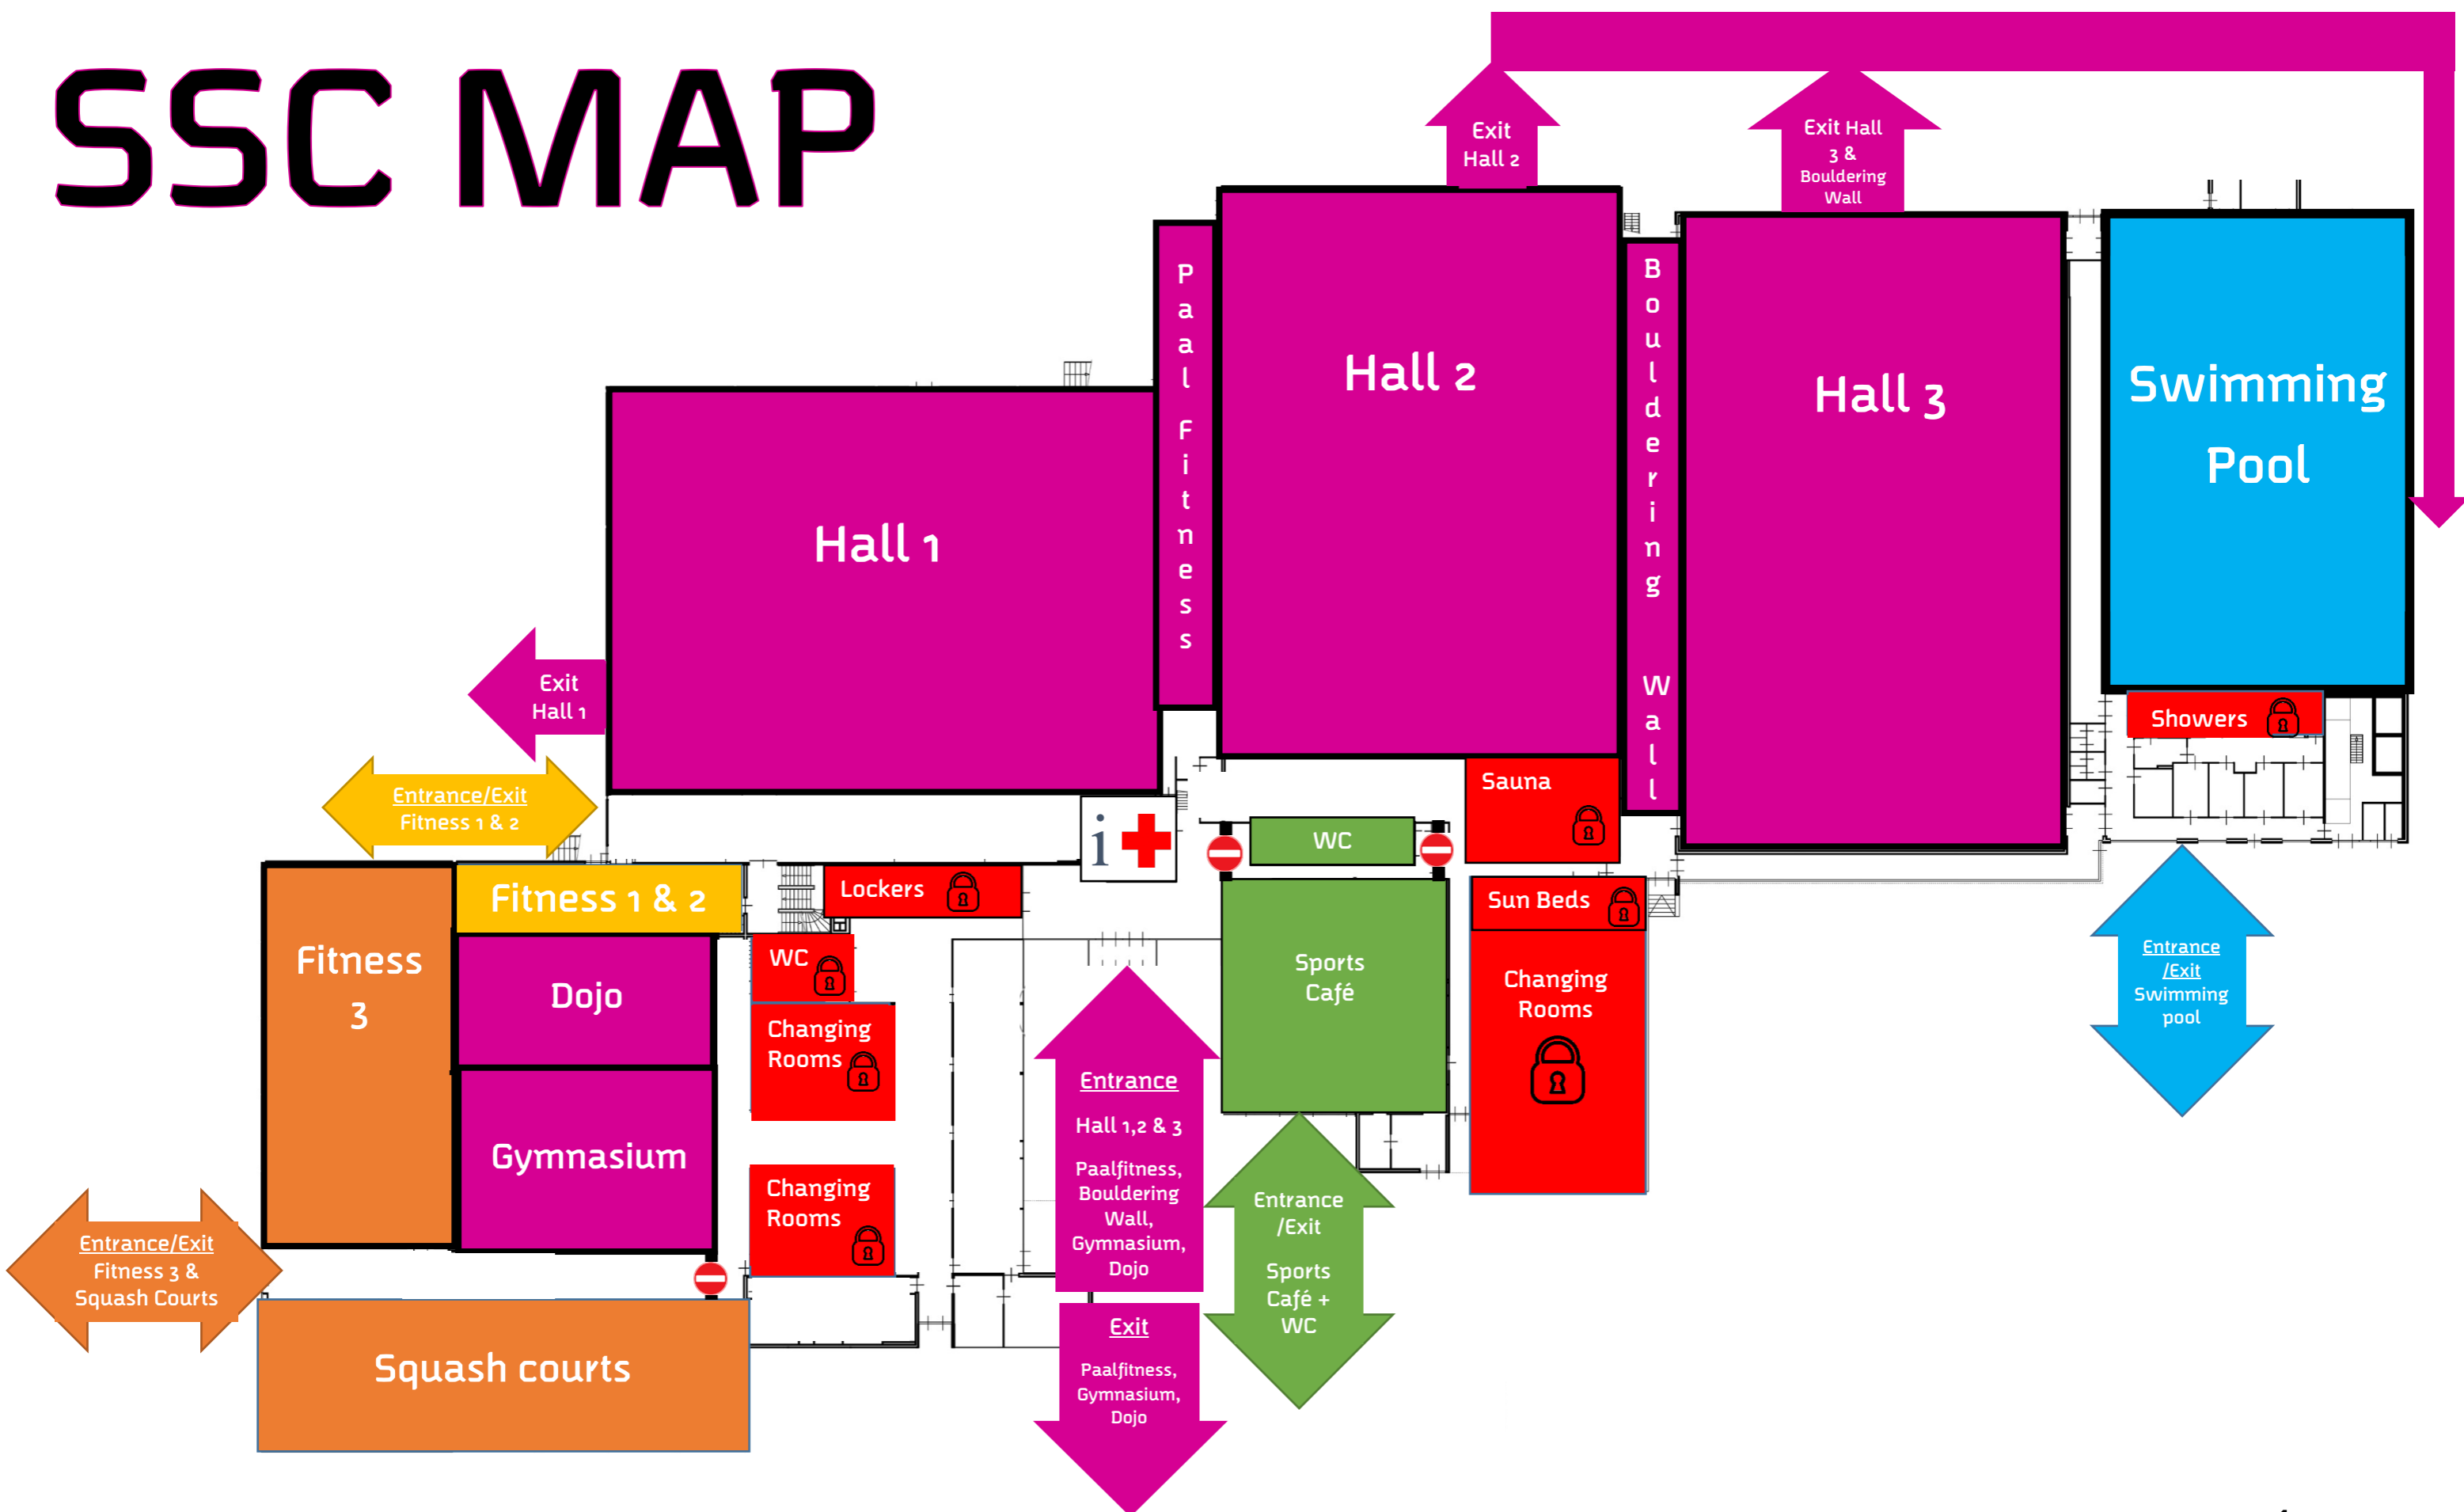 SSC MAP
Exit
Hall 2
Exit Hall
3 &
Bouldering
Wall
Paal Fitness
Hall 2
Bouldering Wall
Hall 3
Swimming
Pool
Hall 1
Exit
Hall 1
Showers
Entrance/Exit
Fitness 1 & 2
Sauna
i
WC
Lockers
Fitness 1 & 2
Sun Beds
Fitness
3
Dojo
WC
Sports
Café
Changing
Rooms
Entrance
/Exit
Swimming
pool
Changing
Rooms
Entrance
Hall 1,2 & 3
Paalfitness,
Bouldering
Wall,
Gymnasium,
Dojo
Gymnasium
Changing
Rooms
Entrance
/Exit
Sports
Café +
WC
Entrance/Exit
Fitness 3 &
Squash Courts
Squash courts
Exit
Paalfitness,
Gymnasium,
Dojo